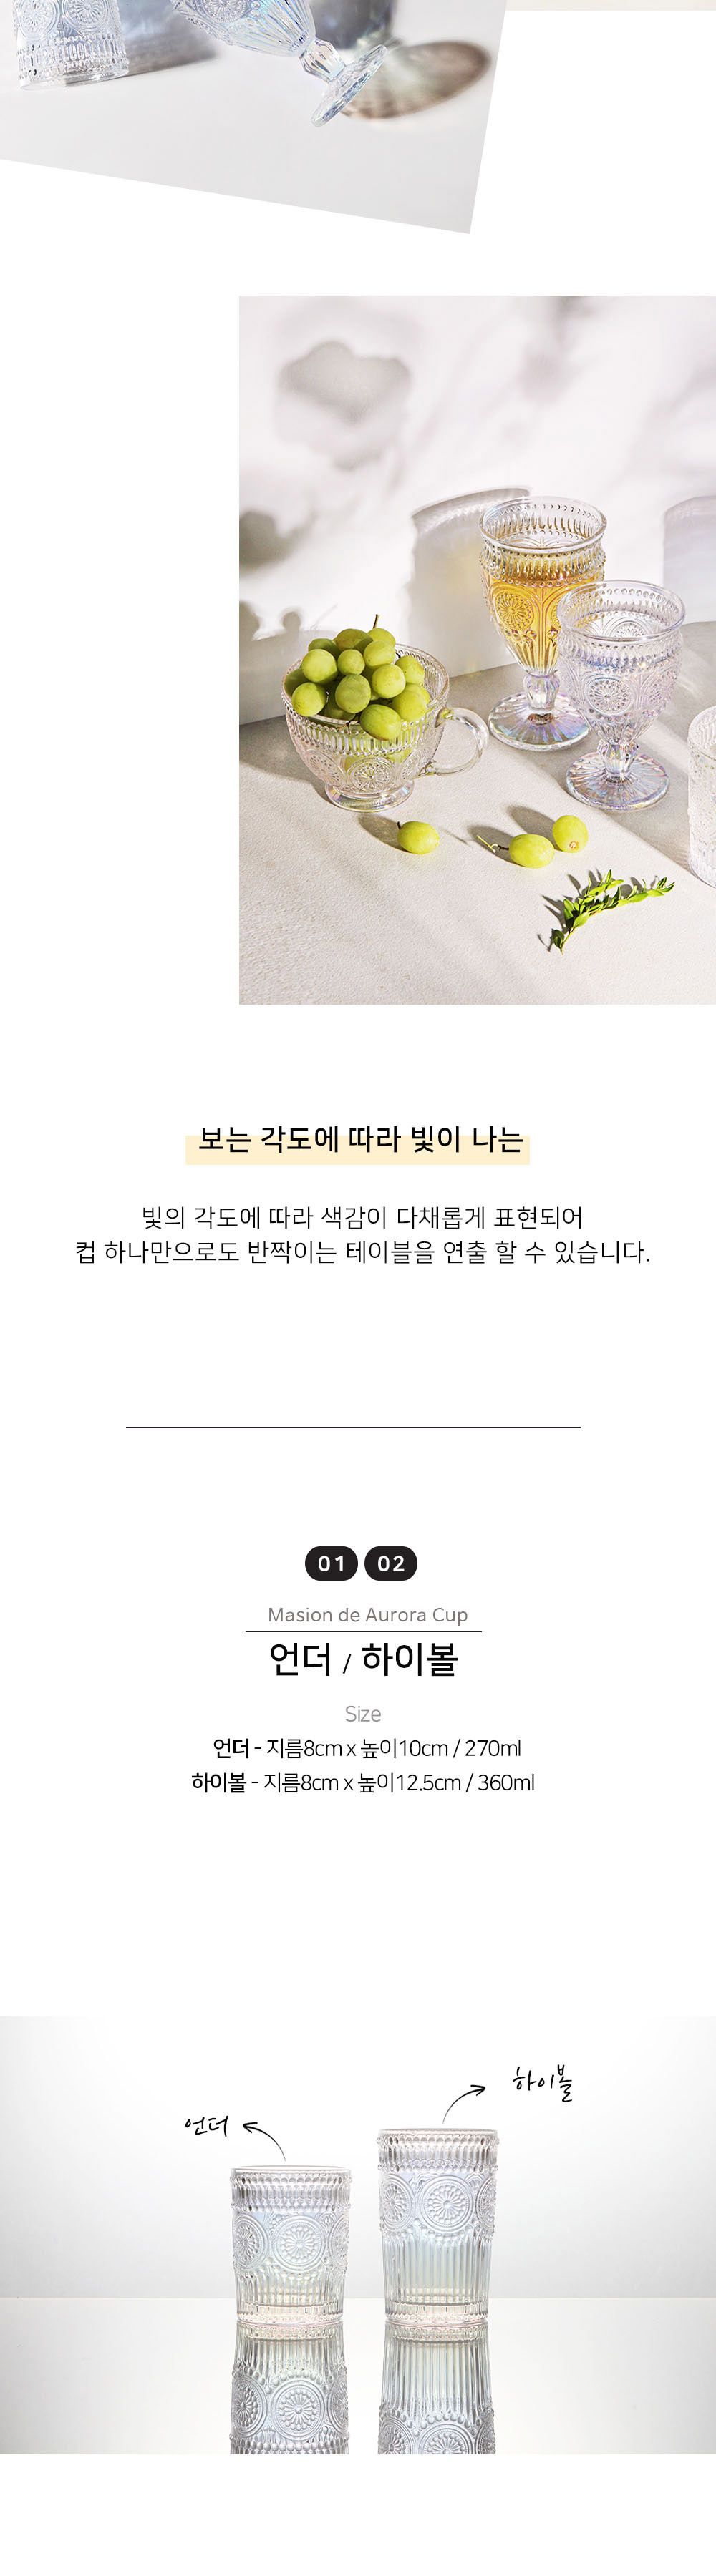 보는 각도에 따라 빛이 나는
빛의 각도에 따라 색감이 다채롭게 표현되어
컵 하나만으로도 반짝이는 테이블을 연출 할 수 있습니다.
01 02
Masion de Aurora Cup
언더 / 하이볼
Size
언더 - 지름8cm x 높이10cm / 270ml
하이볼 - 지름8cm x 높이12.5cm / 360ml
하이볼
언더